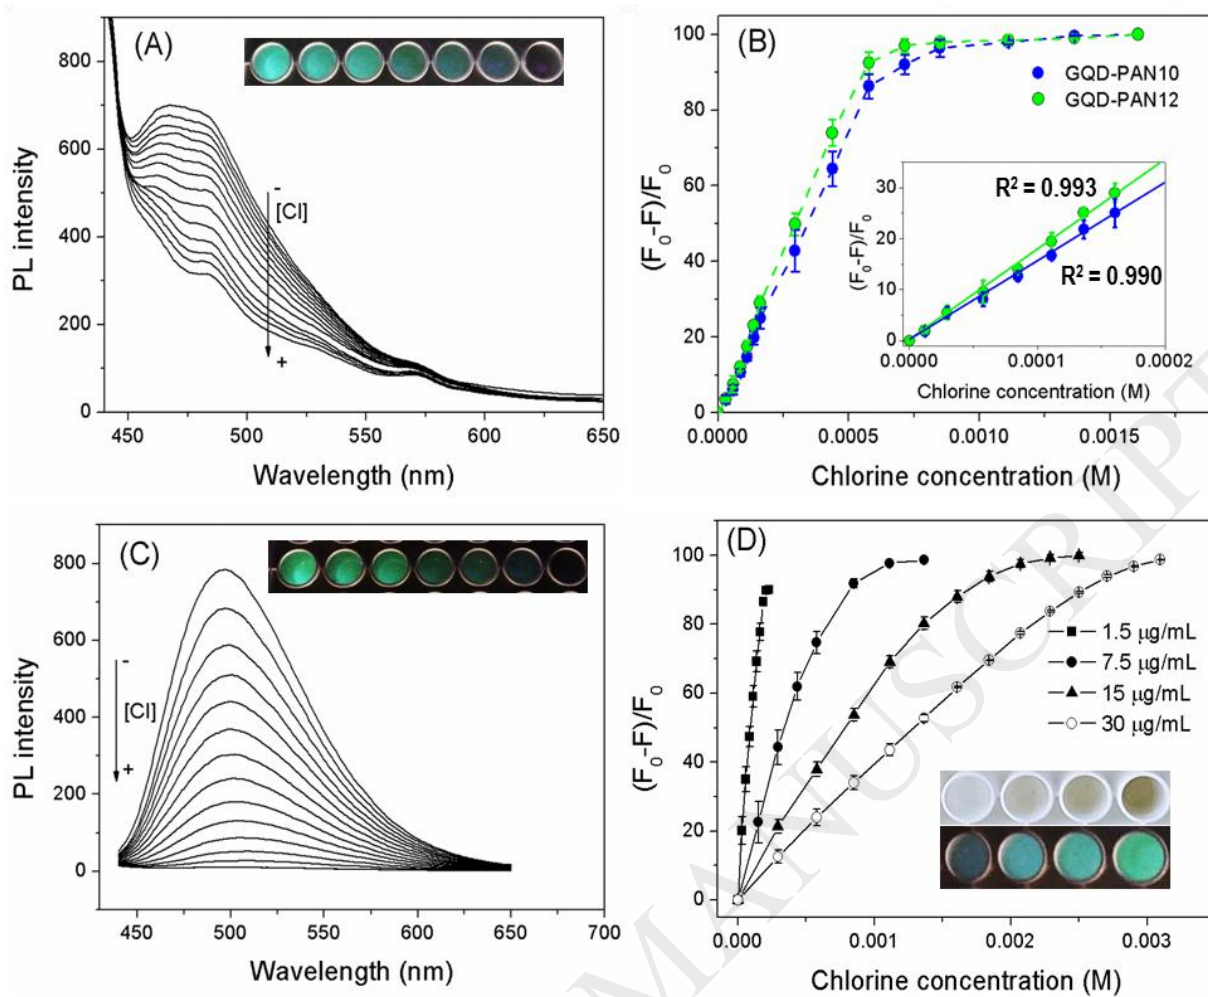 (A)
800
600
400
200
0
450 500 550 600 650
PL intensity
Wavelength (nm)
-
[Cl]
+
(B)
100
80
60
40
20
0
0.0000 0.0005 0.0010 0.0015
(F0-F)/F0
Chlorine concentration (M)
GQD-PAN10
GQD-PAN12
R2 = 0.993
R2 = 0.990
30
20
10
0
0.0000 0.0001 0.0002
(F0-F)/F0
Chlorine concentration (M)
(C)
800
600
400
200
0
450 500 550 600 650 700
PL intensity
Wavelength (nm)
-
[Cl]
+
(D)
100
80
60
40
20
0
0.000 0.001 0.002 0.003
(F0-F)/F0
Chlorine concentration (M)
1.5 µg/mL
7.5 µg/mL
15 µg/mL
30 µg/mL
MANUSCRIPT